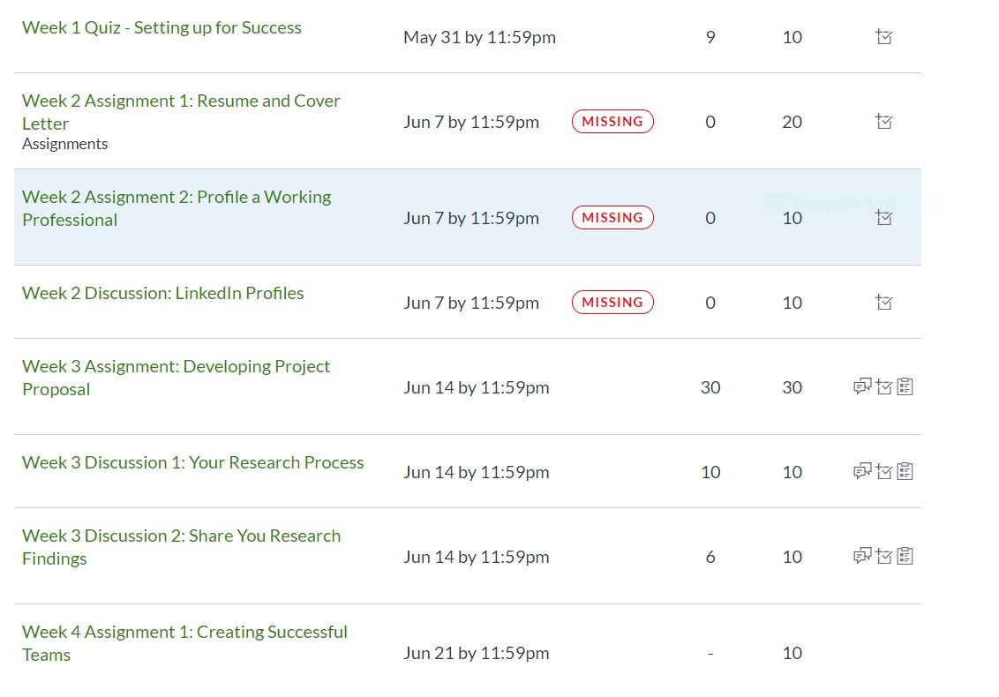 Week 1 Quiz - Setting up for Success
May 31 by 11:59pm 9 10
Week 2 Assignment 1: Resume and Cover
Letter
Assignments
Jun 7 by 11:59pm MISSING 0 20
Week 2 Assignment 2: Profile a Working
Professional
Jun 7 by 11:59pm MISSING 0 10
Rectangular Snip
Week 2 Discussion: LinkedIn Profiles
Jun 7 by 11:59pm MISSING 0 10
Week 3 Assignment: Developing Project
Proposal
Jun 14 by 11:59pm 30 30
Week 3 Discussion 1: Your Research Process
Jun 14 by 11:59pm 10 10
Week 3 Discussion 2: Share You Research
Findings
Jun 14 by 11:59pm 6 10
Week 4 Assignment 1: Creating Successful
Teams
Jun 21 by 11:59pm - 10